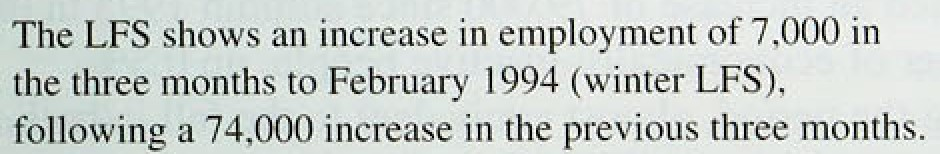 The LFS shows an increase in employment of 7,000 in
the three months to February 1994 (winter LFS),
following a 74,000 increase in the previous three months.